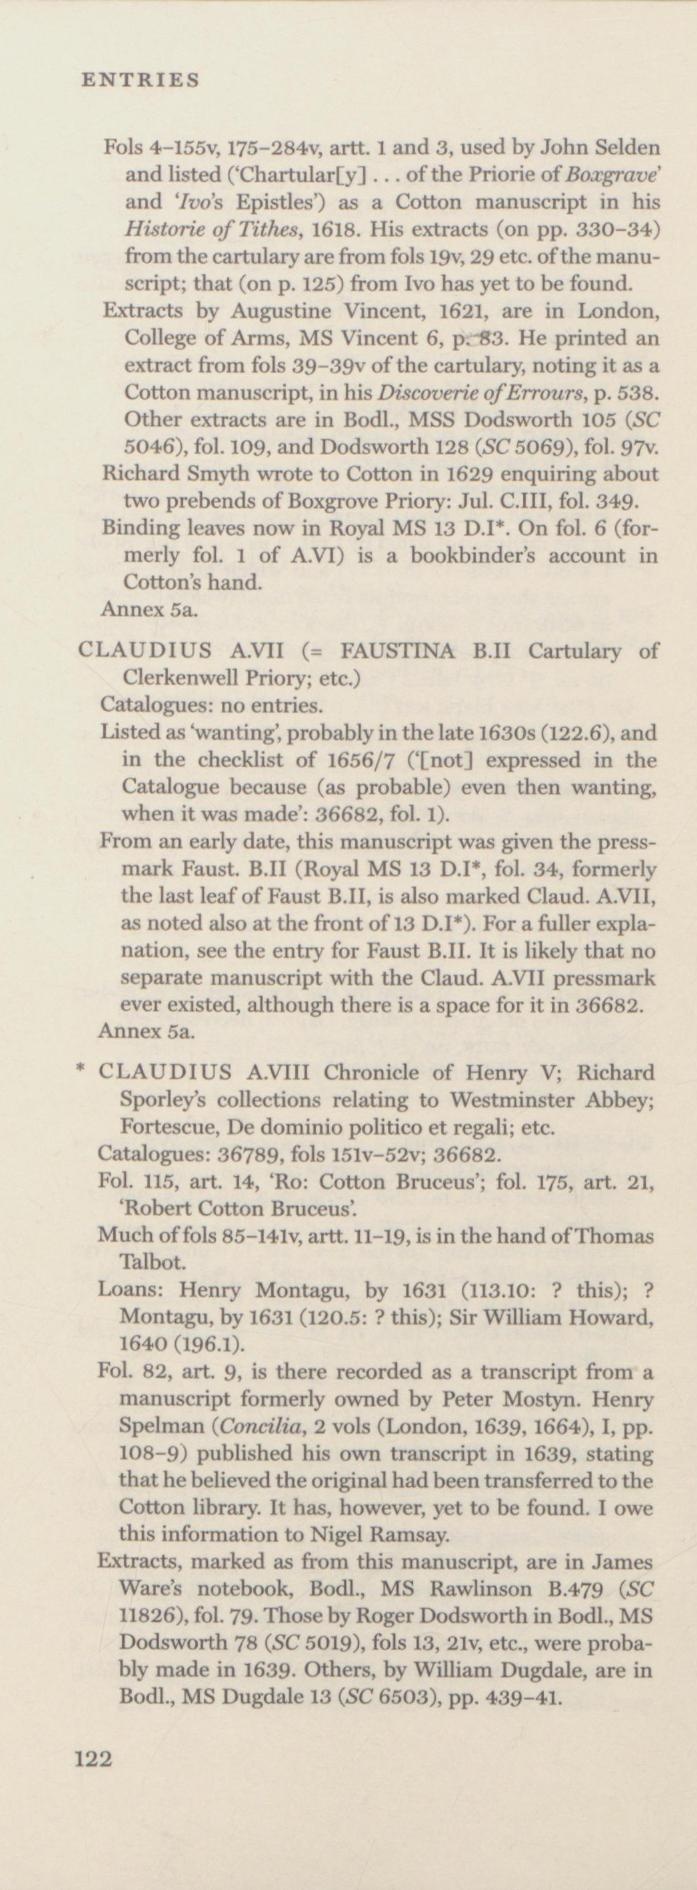 ENTRIES
Fols 4–155v, 175–284v, artt. 1 and 3, used by John Selden
and listed (‘Chartular[y] . . . of the Priorie of Boxgrave’
and ‘Ivo’s Epistles’) as a Cotton manuscript in his
Historie of Tithes, 1618. His extracts (on pp. 330–34)
from the cartulary are from fols 19v, 29 etc. of the manu-
script; that (on p. 125) from Ivo has yet to be found.
Extracts by Augustine Vincent, 1621, are in London,
College of Arms, MS Vincent 6, p. 83. He printed an
extract from fols 39–39v of the cartulary, noting it as a
Cotton manuscript, in his Discoverie of Errours, p. 538.
Other extracts are in Bodl., MSS Dodsworth 105 (SC
5046), fol. 109, and Dodsworth 128 (SC 5069), fol. 97v.
Richard Smyth wrote to Cotton in 1629 enquiring about
two prebends of Boxgrove Priory: Jul. C.III, fol. 349.
Binding leaves now in Royal MS 13 D.I*. On fol. 6 (for-
merly fol. 1 of A.VI) is a bookbinder’s account in
Cotton’s hand.
Annex 5a.
CLAUDIUS A.VII (= FAUSTINA B.II Cartulary of
Clerkenwell Priory; etc.)
Catalogues: no entries.
Listed as ‘wanting’, probably in the late 1630s (122.6), and
in the checklist of 1656/7 (‘[not] expressed in the
Catalogue because (as probable) even then wanting,
when it was made’: 36682, fol. 1).
From an early date, this manuscript was given the press-
mark Faust. B.II (Royal MS 13 D.I*, fol. 34, formerly
the last leaf of Faust B.II, is also marked Claud. A.VII,
as noted also at the front of 13 D.I*). For a fuller expla-
nation, see the entry for Faust B.II. It is likely that no
separate manuscript with the Claud. A.VII pressmark
ever existed, although there is a space for it in 36682.
Annex 5a.
* CLAUDIUS A.VIII Chronicle of Henry V; Richard
Sporley’s collections relating to Westminster Abbey;
Fortescue, De dominio politico et regali; etc.
Catalogues: 36789, fols 151v–52v; 36682.
Fol. 115, art. 14, ‘Ro: Cotton Bruceus’; fol. 175, art. 21,
‘Robert Cotton Bruceus’.
Much of fols 85–141v, artt. 11–19, is in the hand of Thomas
Talbot.
Loans: Henry Montagu, by 1631 (113.10: ? this); ?
Montagu, by 1631 (120.5: ? this); Sir William Howard,
1640 (196.1).
Fol. 82, art. 9, is there recorded as a transcript from a
manuscript formerly owned by Peter Mostyn. Henry
Spelman (Concilia, 2 vols (London, 1639, 1664), I, pp.
108–9) published his own transcript in 1639, stating
that he believed the original had been transferred to the
Cotton library. It has, however, yet to be found. I owe
this information to Nigel Ramsay.
Extracts, marked as from this manuscript, are in James
Ware’s notebook, Bodl., MS Rawlinson B.479 (SC
11826), fol. 79. Those by Roger Dodsworth in Bodl., MS
Dodsworth 78 (SC 5019), fols 13, 21v, etc., were proba-
bly made in 1639. Others, by William Dugdale, are in
Bodl., MS Dugdale 13 (SC 6503), pp. 439–41.
122